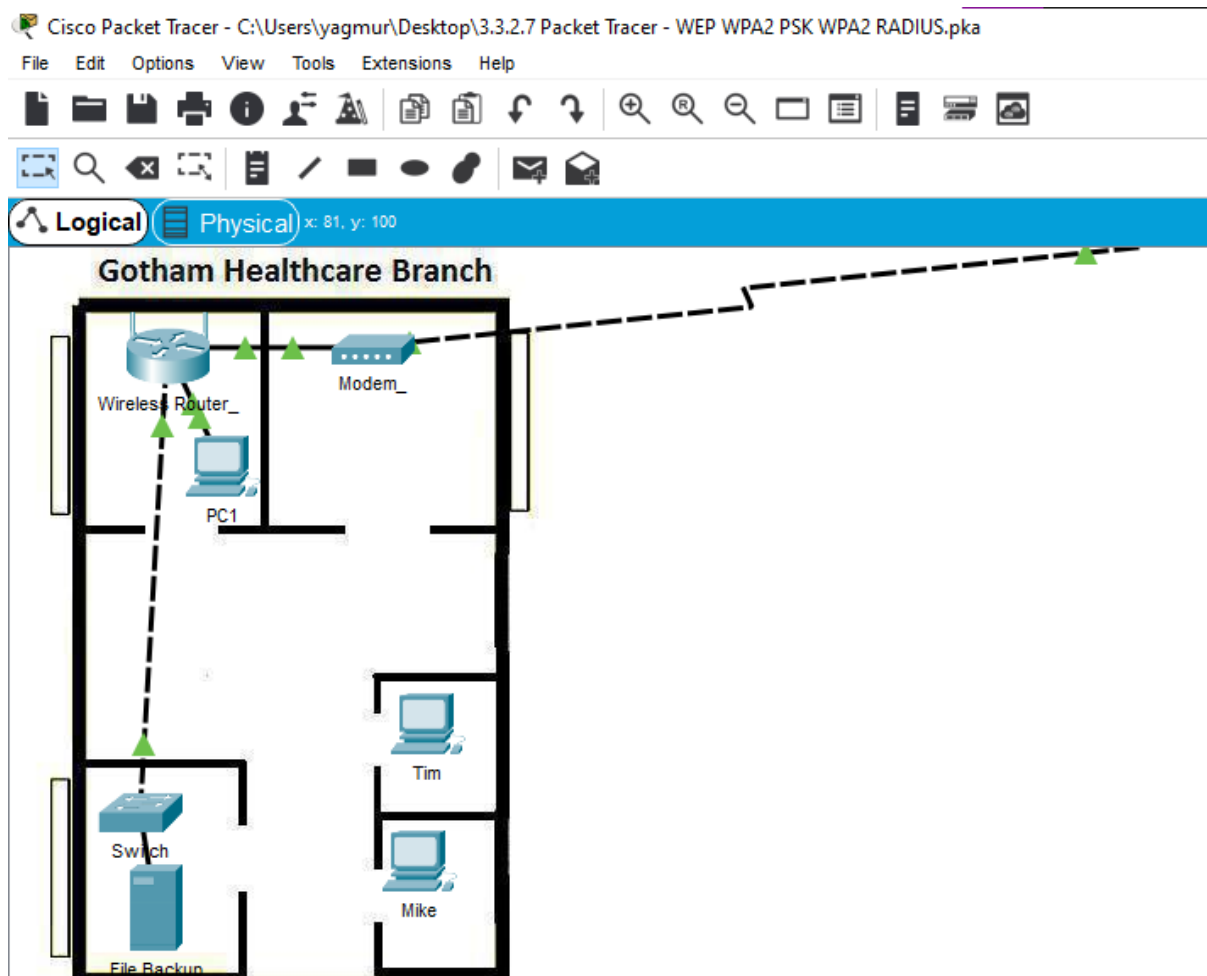 Cisco Packet Tracer - C:\Users\yagmur\Desktop\3.3.2.7 Packet Tracer - WEP WPA2 PSK WPA2 RADIUS.pka
File Edit Options View Tools Extensions Help
Logical Physical x: 81, y: 100
Gotham Healthcare Branch
Modem_
Wireless Router_
PC1
Tim
Switch
Mike
File Backup